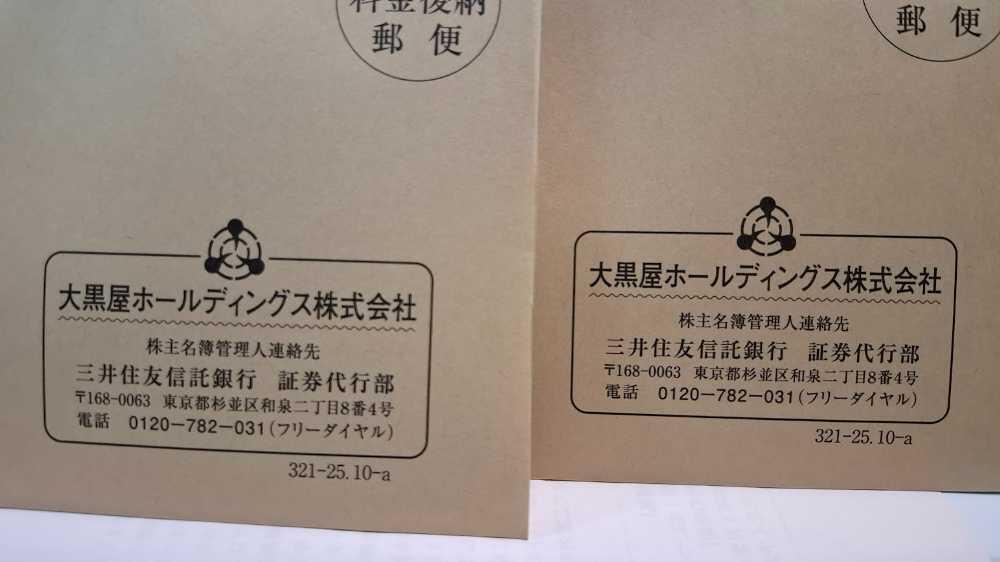 料金後納
郵便
大黒屋ホールディングス株式会社
株主名簿管理人連絡先
三井住友信託銀行 証券代行部
〒168-0063 東京都杉並区和泉二丁目8番4号
電話 0120-782-031(フリーダイヤル)
321-25.10-a
郵便
大黒屋ホールディングス株式会社
株主名簿管理人連絡先
三井住友信託銀行 証券代行部
〒168-0063 東京都杉並区和泉二丁目8番4号
電話 0120-782-031(フリーダイヤル)
321-25.10-a